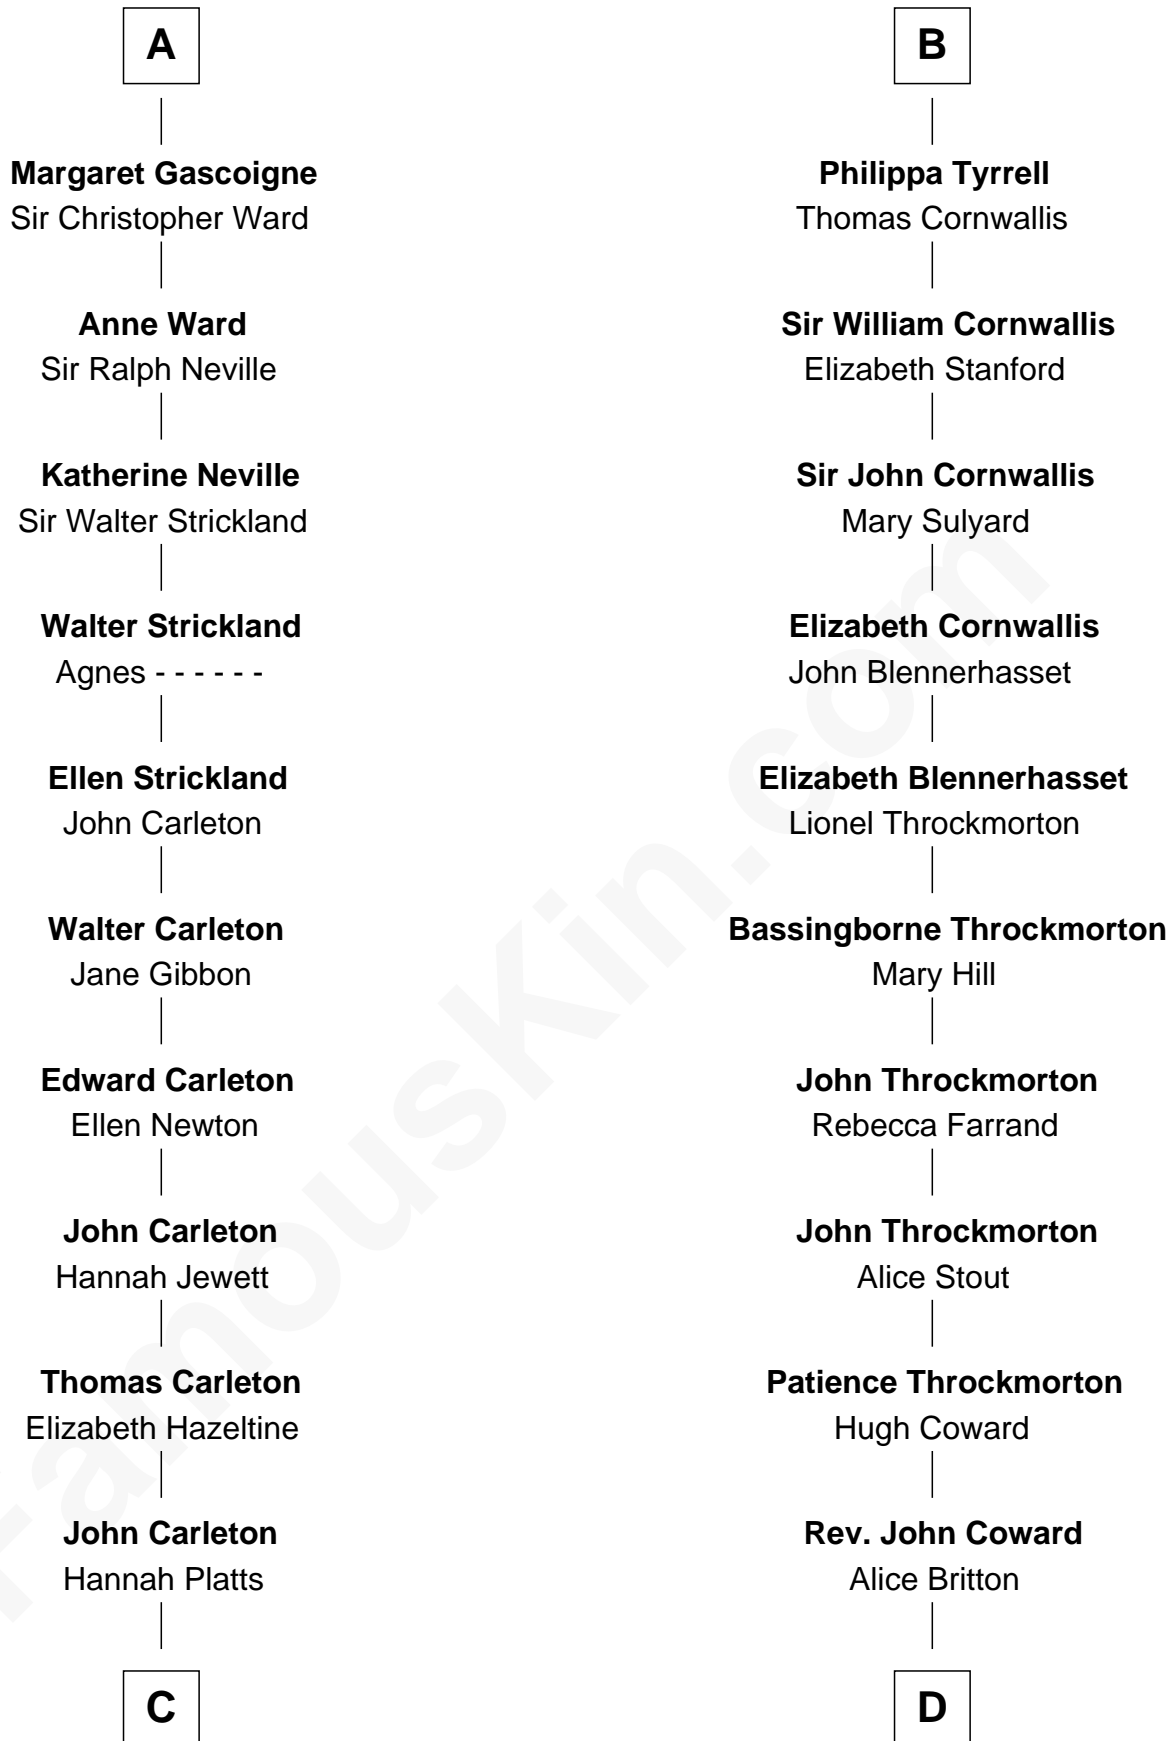 A
Margaret Gascoigne
Sir Christopher Ward
Anne Ward
Sir Ralph Neville
Katherine Neville
Sir Walter Strickland
Walter Strickland
Agnes - - - - - -
Ellen Strickland
John Carleton
Walter Carleton
Jane Gibbon
Edward Carleton
Ellen Newton
John Carleton
Hannah Jewett
Thomas Carleton
Elizabeth Hazeltine
John Carleton
Hannah Platts
C
B
Philippa Tyrrell
Thomas Cornwallis
Sir William Cornwallis
Elizabeth Stanford
Sir John Cornwallis
Mary Sulyard
Elizabeth Cornwallis
John Blennerhasset
Elizabeth Blennerhasset
Lionel Throckmorton
Bassingborne Throckmorton
Mary Hill
John Throckmorton
Rebecca Farrand
John Throckmorton
Alice Stout
Patience Throckmorton
Hugh Coward
Rev. John Coward
Alice Britton
D
FamousKin.com